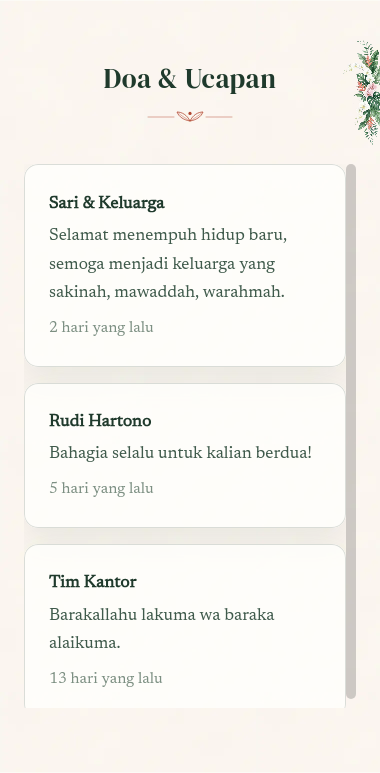 Doa & Ucapan
Sari & Keluarga
Selamat menempuh hidup baru,
semoga menjadi keluarga yang
sakinah, mawaddah, warahmah.
2 hari yang lalu
Rudi Hartono
Bahagia selalu untuk kalian berdua!
5 hari yang lalu
Tim Kantor
Barakallahu lakuma wa baraka
alaikuma.
13 hari yang lalu